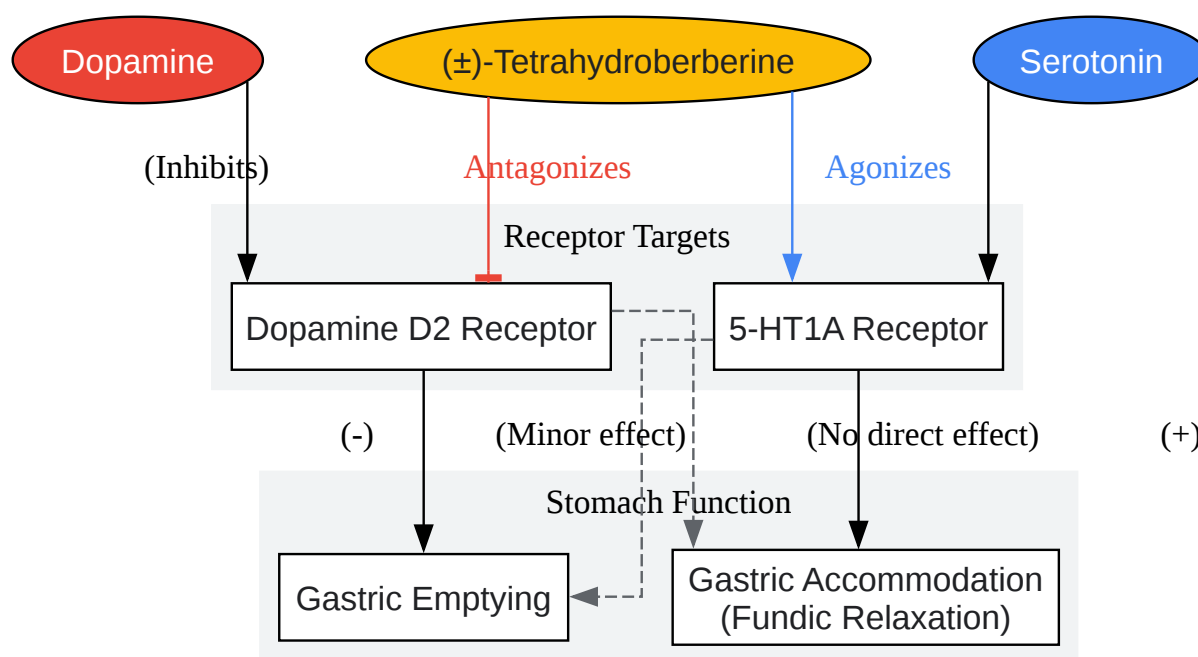 Dopamine
(±)-Tetrahydroberberine
Serotonin
(Inhibits)
Antagonizes
Agonizes
Receptor Targets
Dopamine D2 Receptor
5-HT1A Receptor
(-)
(Minor effect)
(No direct effect)
(+)
Stomach Function
Gastric Emptying
Gastric Accommodation
(Fundic Relaxation)